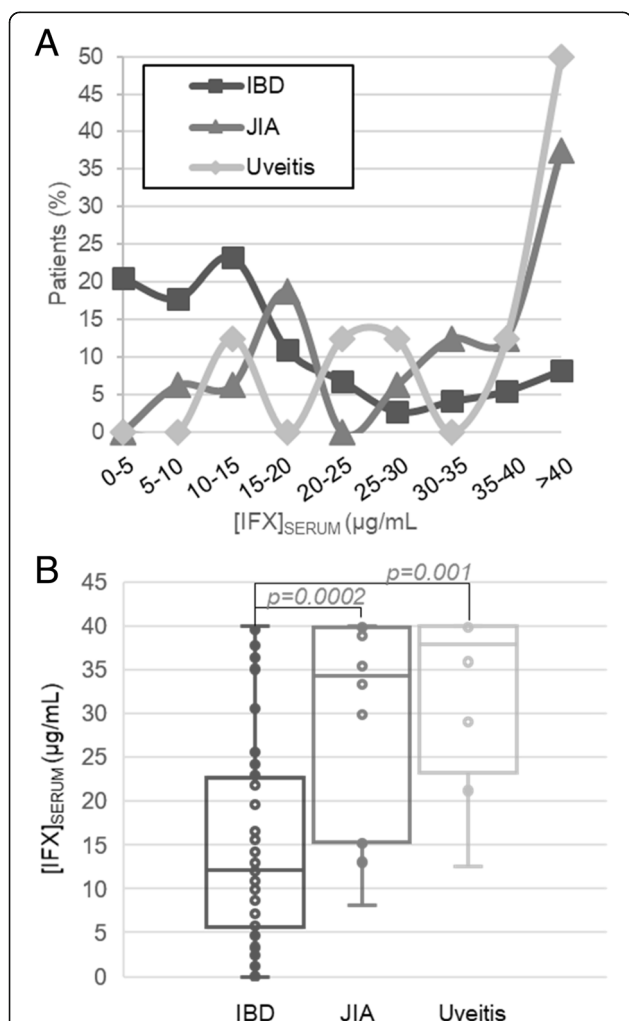 A
50
45
40
35
30
25
20
15
10
5
0
Patients (%)
IBD
JIA
Uveitis
0-5
5-10
10-15
15-20
20-25
25-30
30-35
35-40
>40
[IFX]SERUM (µg/mL
B
45
40
35
30
25
20
15
10
5
0
[IFX]SERUM (µg/mL)
p=0.001
p=0.0002
IBD JIA Uveitis